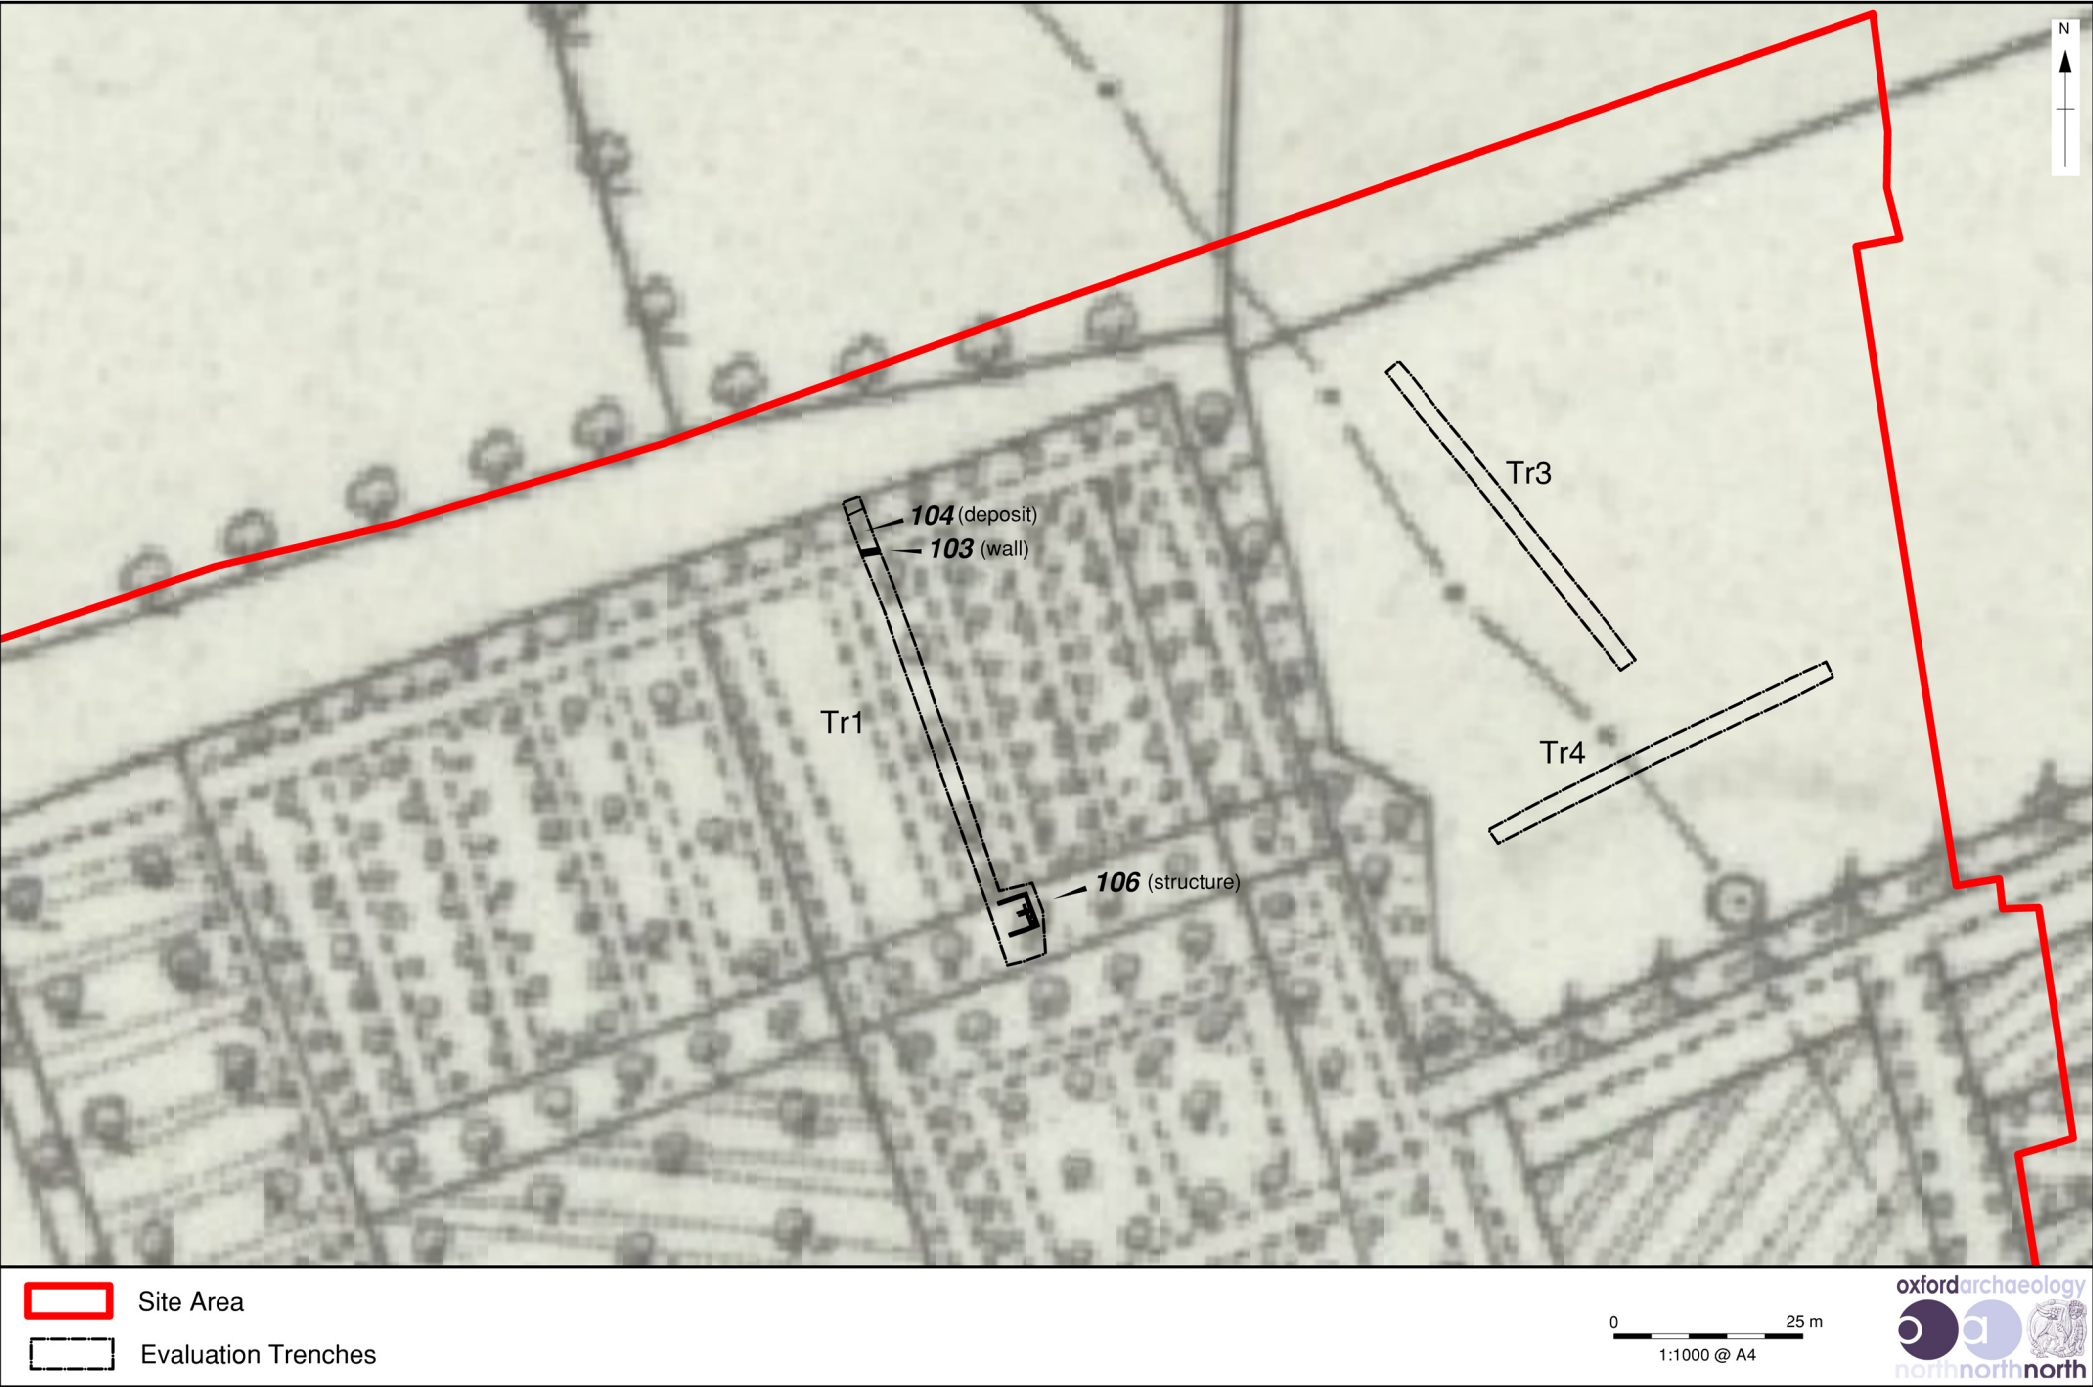 N
104 (deposit)
103 (wall)
Tr3
Tr1
Tr4
106 (structure)
Site Area
Evaluation Trenches
0 25 m
1:1000 @ A4
oxfordarchaeology
oa
northnorthnorth